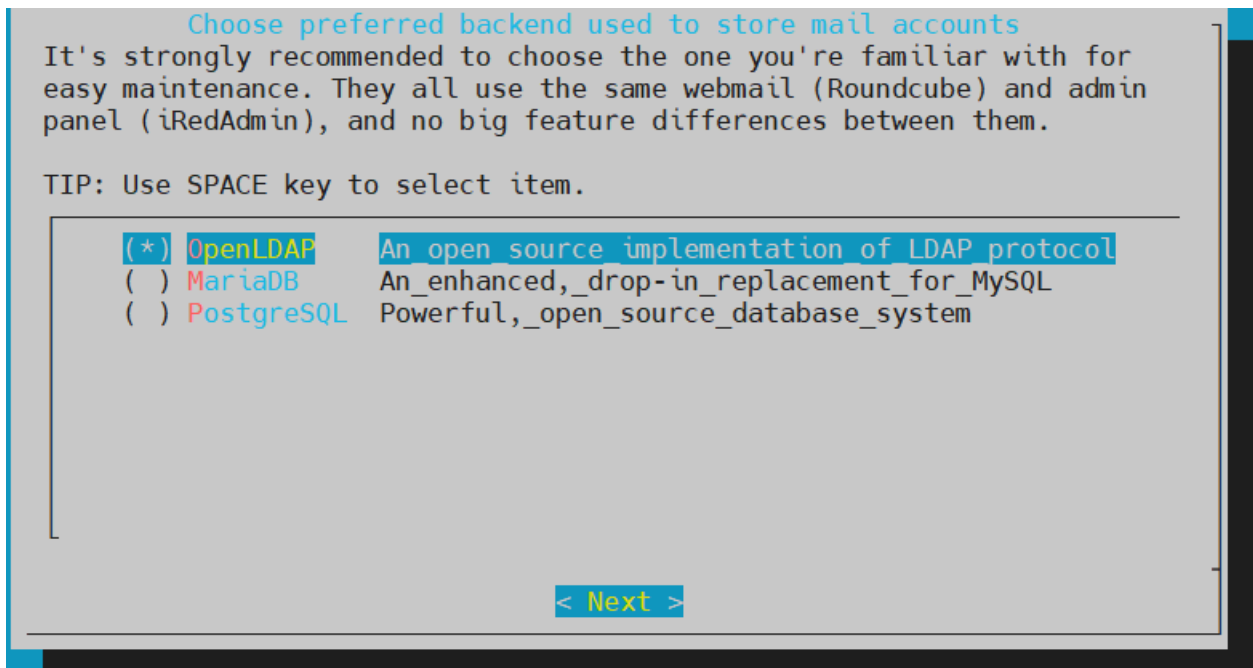 Choose preferred backend used to store mail accounts
It's strongly recommended to choose the one you're familiar with for
easy maintenance. They all use the same webmail (Roundcube) and admin
panel (iRedAdmin), and no big feature differences between them.
TIP: Use SPACE key to select item.
(*) OpenLDAP An_open_source_implementation_of_LDAP_protocol
( ) MariaDB An_enhanced,_drop-in_replacement_for_MySQL
( ) PostgreSQL Powerful,_open_source_database_system
< Next >